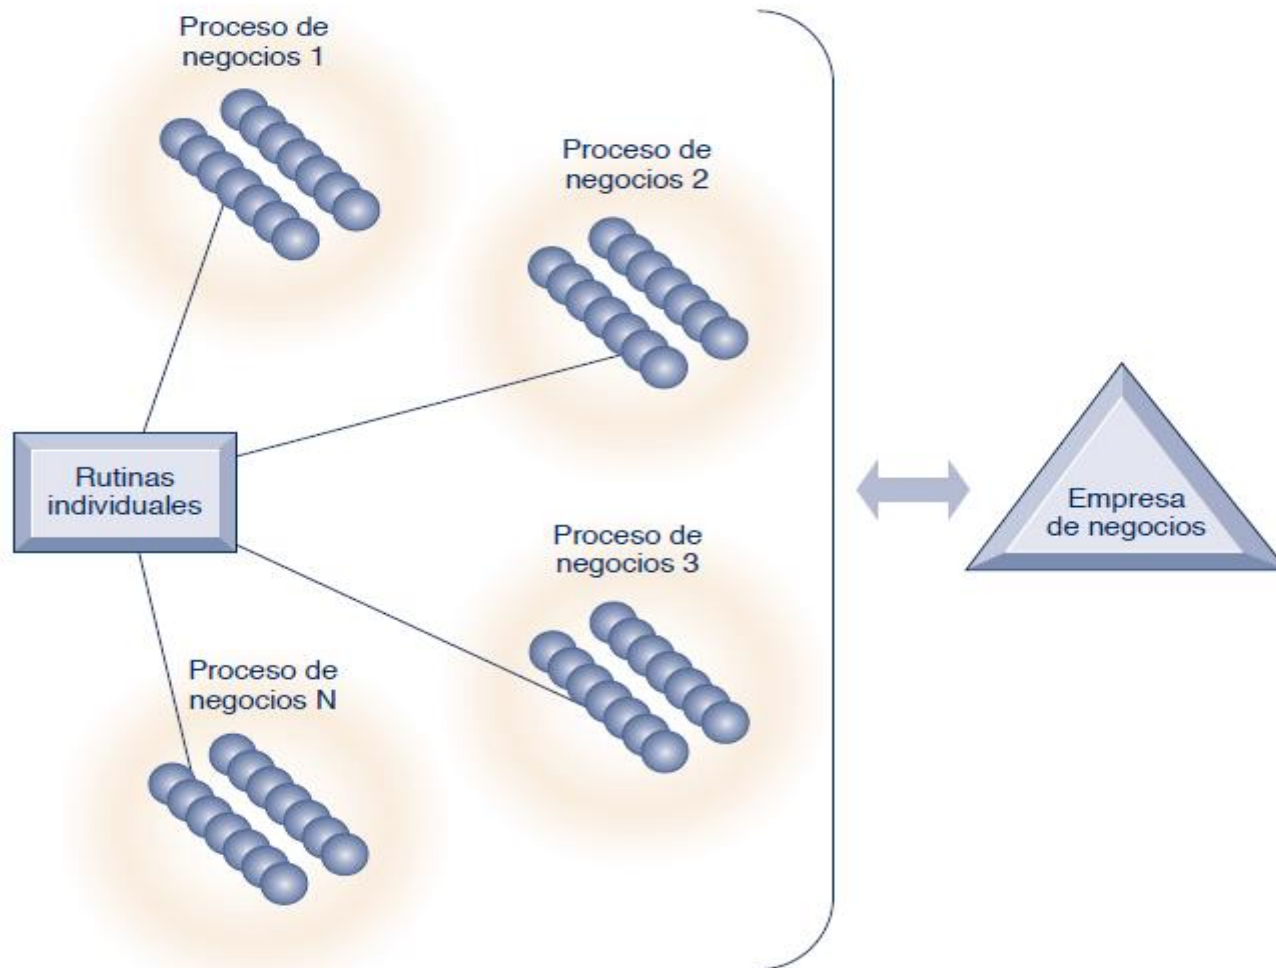 Proceso de
negocios 1
Proceso de
negocios 2
Rutinas
individuales
Empresa
de negocios
Proceso de
negocios 3
Proceso de
negocios N